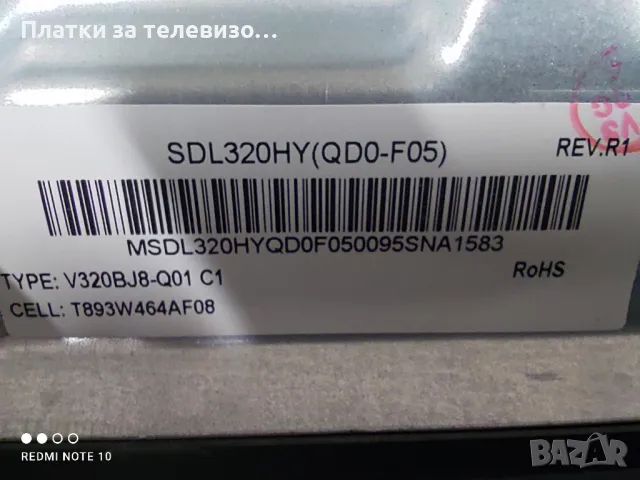 Платки за телевизо...
SDL320HY(QD0-F05)
REV.R1
MSDL320HYQD0F050095SNA1583
TYPE: V320BJ8-Q01 C1
RoHS
CELL: T893W464AF08
REDMI NOTE 10
BAZAR